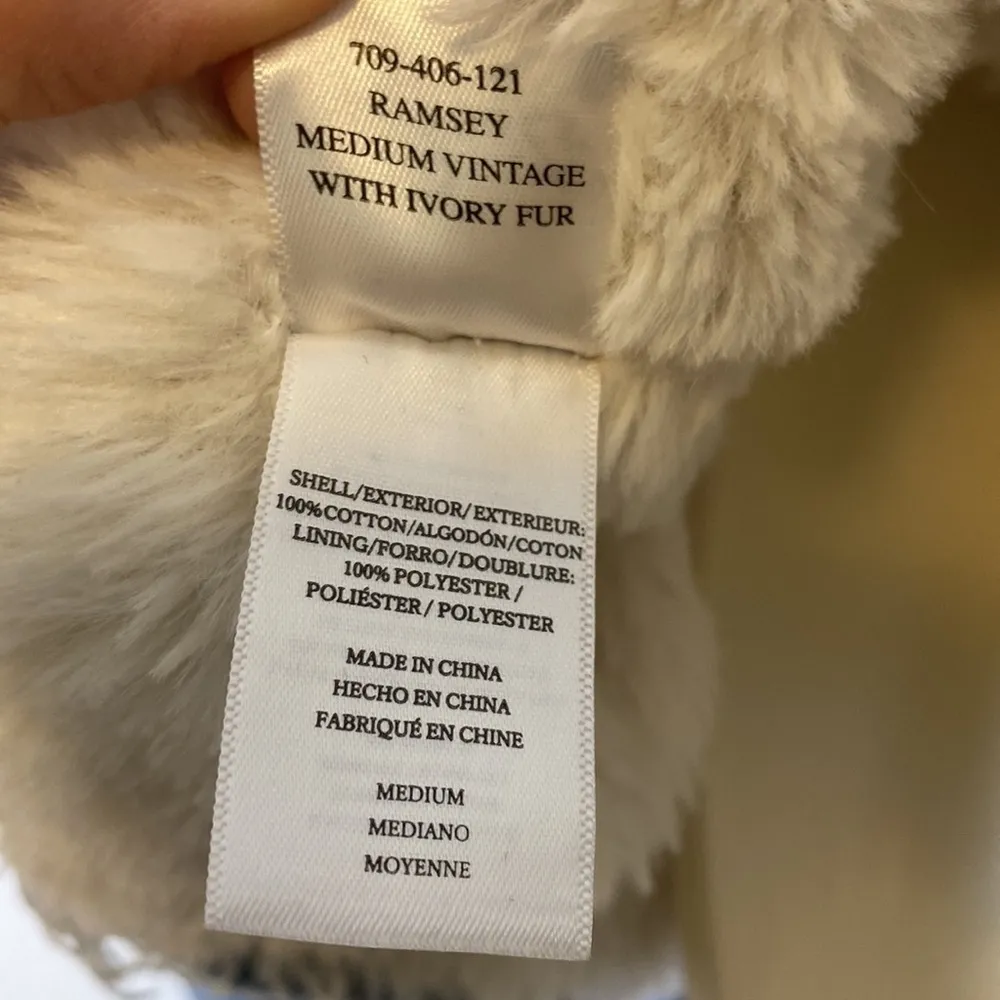 709-406-121
RAMSEY
MEDIUM VINTAGE
WITH IVORY FUR
SHELL/EXTERIOR/EXTERIEUR:
100% COTTON/ALGODÓN/COTON
LINING/FORRO/DOUBLURE:
100% POLYESTER /
POLIÉSTER / POLYESTER
MADE IN CHINA
HECHO EN CHINA
FABRIQUÉ EN CHINE
MEDIUM
MEDIANO
MOYENNE